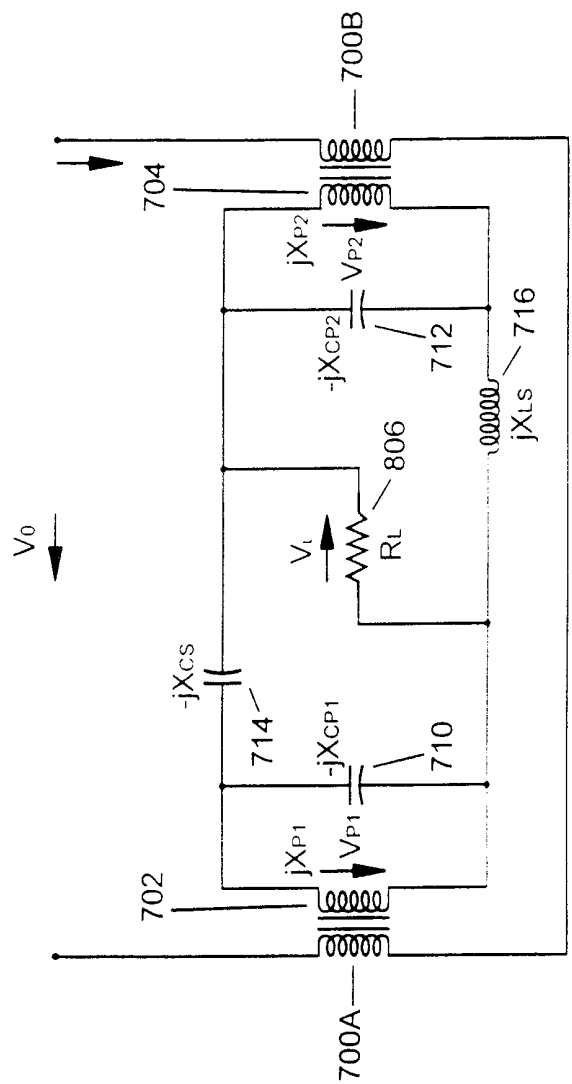 V0
700A
702
jXP1
VP1
-jXCP1
710
-jXCS
714
VL
RL
806
-jXCP2
712
jXP2
VP2
704
700B
jXLS
716